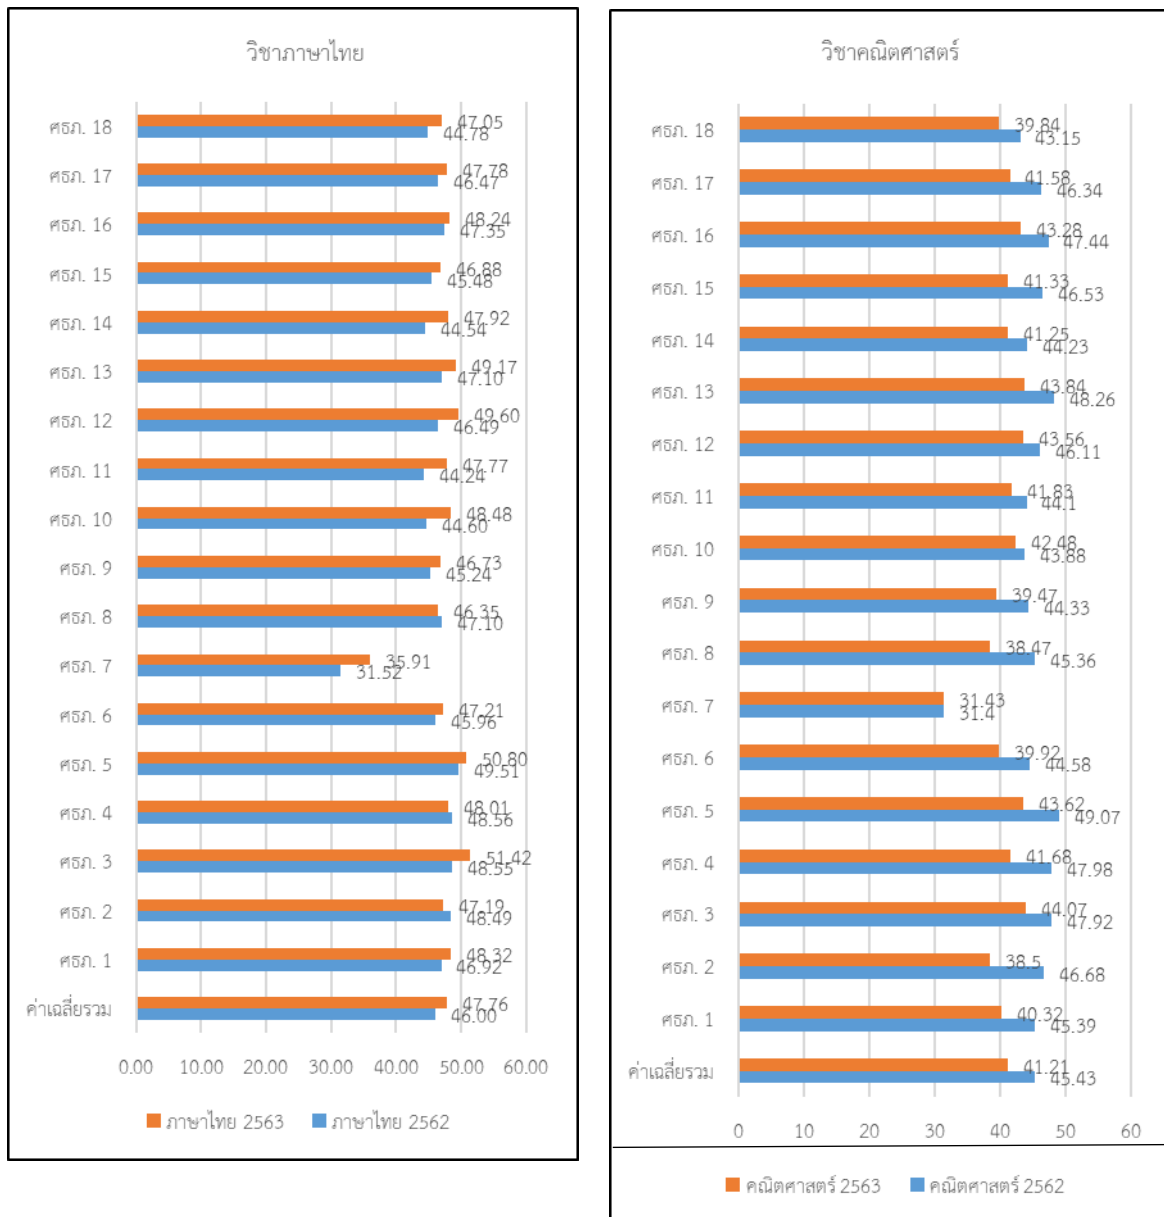 วิชาภาษาไทย
ศธภ. 18
47.05
44.78
ศธภ. 17
47.78
46.47
ศธภ. 16
48.24
47.35
ศธภ. 15
46.88
45.48
ศธภ. 14
47.92
44.54
ศธภ. 13
49.17
47.10
ศธภ. 12
49.60
46.49
ศธภ. 11
47.77
44.24
ศธภ. 10
48.48
44.60
ศธภ. 9
46.73
45.24
ศธภ. 8
46.35
47.10
ศธภ. 7
35.91
31.52
ศธภ. 6
47.21
45.96
ศธภ. 5
50.80
49.51
ศธภ. 4
48.01
48.56
ศธภ. 3
51.42
48.55
ศธภ. 2
47.19
48.49
ศธภ. 1
48.32
46.92
ค่าเฉลี่ยรวม
47.76
46.00
0.00 10.00 20.00 30.00 40.00 50.00 60.00
ภาษาไทย 2563 ภาษาไทย 2562
วิชาคณิตศาสตร์
ศธภ. 18
39.84
43.15
ศธภ. 17
41.58
46.34
ศธภ. 16
43.28
47.44
ศธภ. 15
41.33
46.53
ศธภ. 14
41.25
44.23
ศธภ. 13
43.84
48.26
ศธภ. 12
43.56
46.11
ศธภ. 11
41.83
44.1
ศธภ. 10
42.48
43.88
ศธภ. 9
39.47
44.33
ศธภ. 8
38.47
45.36
ศธภ. 7
31.43
31.4
ศธภ. 6
39.92
44.58
ศธภ. 5
43.62
49.07
ศธภ. 4
41.68
47.98
ศธภ. 3
44.07
47.92
ศธภ. 2
38.5
46.68
ศธภ. 1
40.32
45.39
ค่าเฉลี่ยรวม
41.21
45.43
0 10 20 30 40 50 60
คณิตศาสตร์ 2563 คณิตศาสตร์ 2562